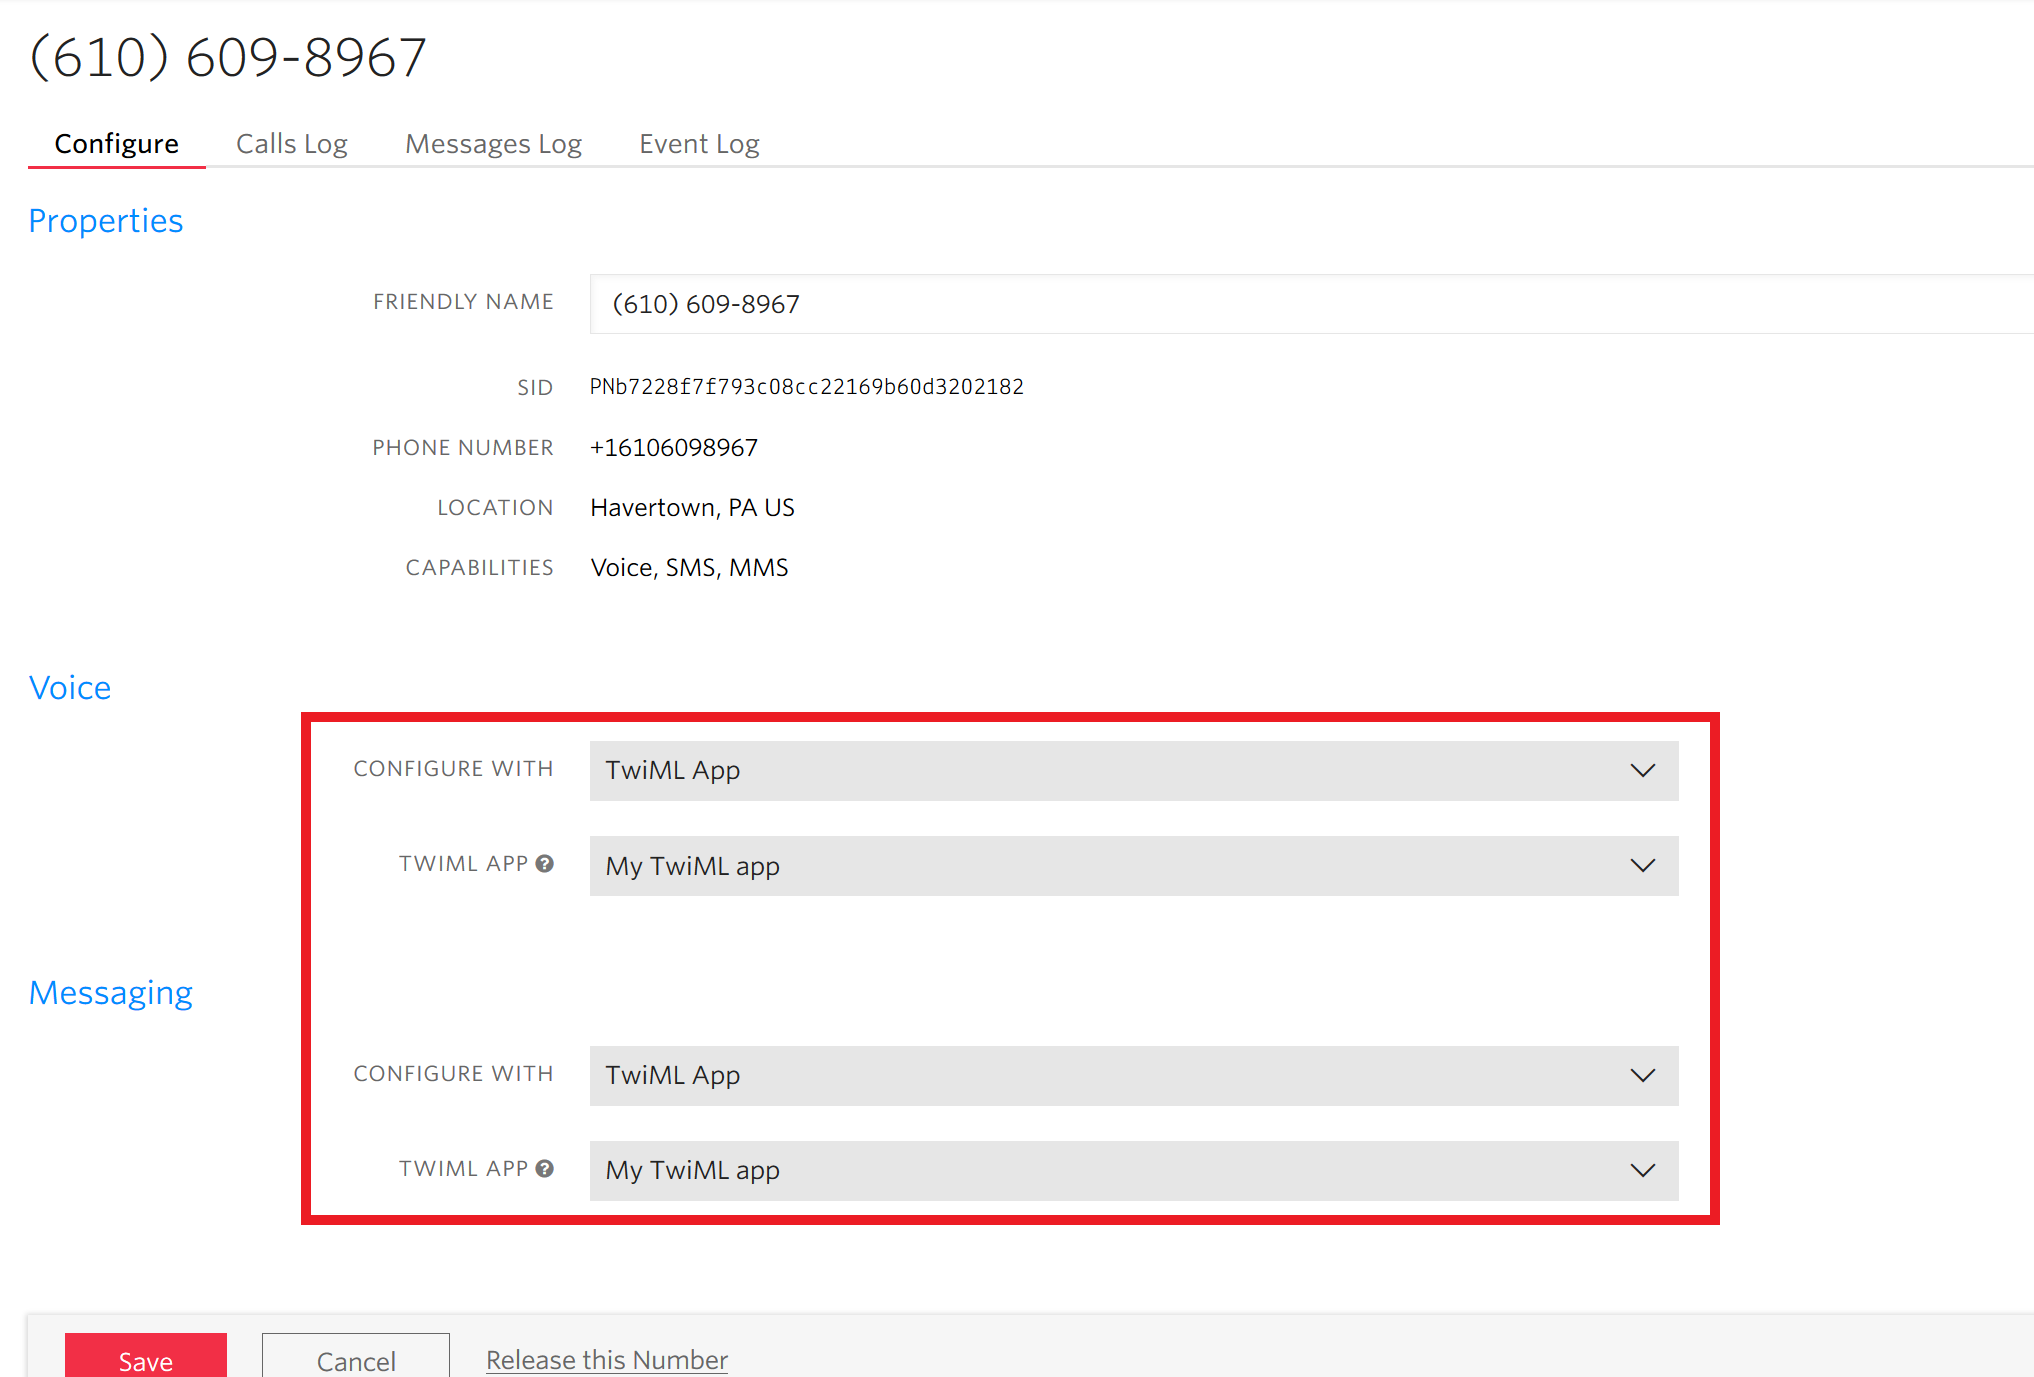 (610) 609-8967
Configure Calls Log Messages Log Event Log
Properties
FRIENDLY NAME (610) 609-8967
SID PNb7228f7f793c08cc22169b60d3202182
PHONE NUMBER +16106098967
LOCATION Havertown, PA US
CAPABILITIES Voice, SMS, MMS
Voice
CONFIGURE WITH TwiML App
TWIML APP ? My TwiML app
Messaging
CONFIGURE WITH TwiML App
TWIML APP ? My TwiML app
Save Cancel Release this Number